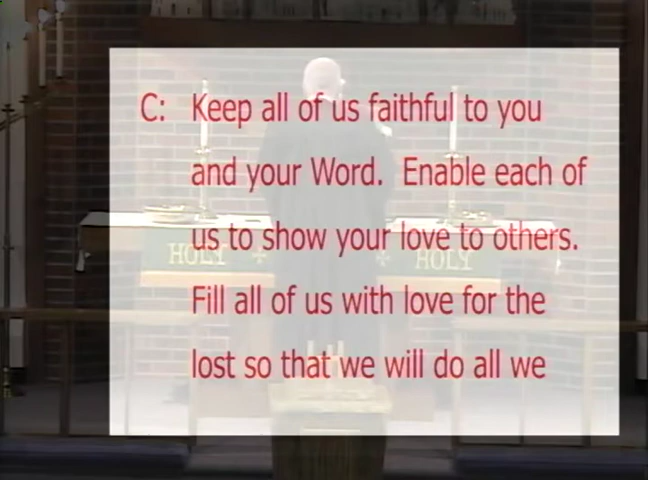 C: Keep all of us faithful to you
and your Word. Enable each of
us to show your love to others.
HOLY HOLY
Fill all of us with love for the
lost so that we will do all we